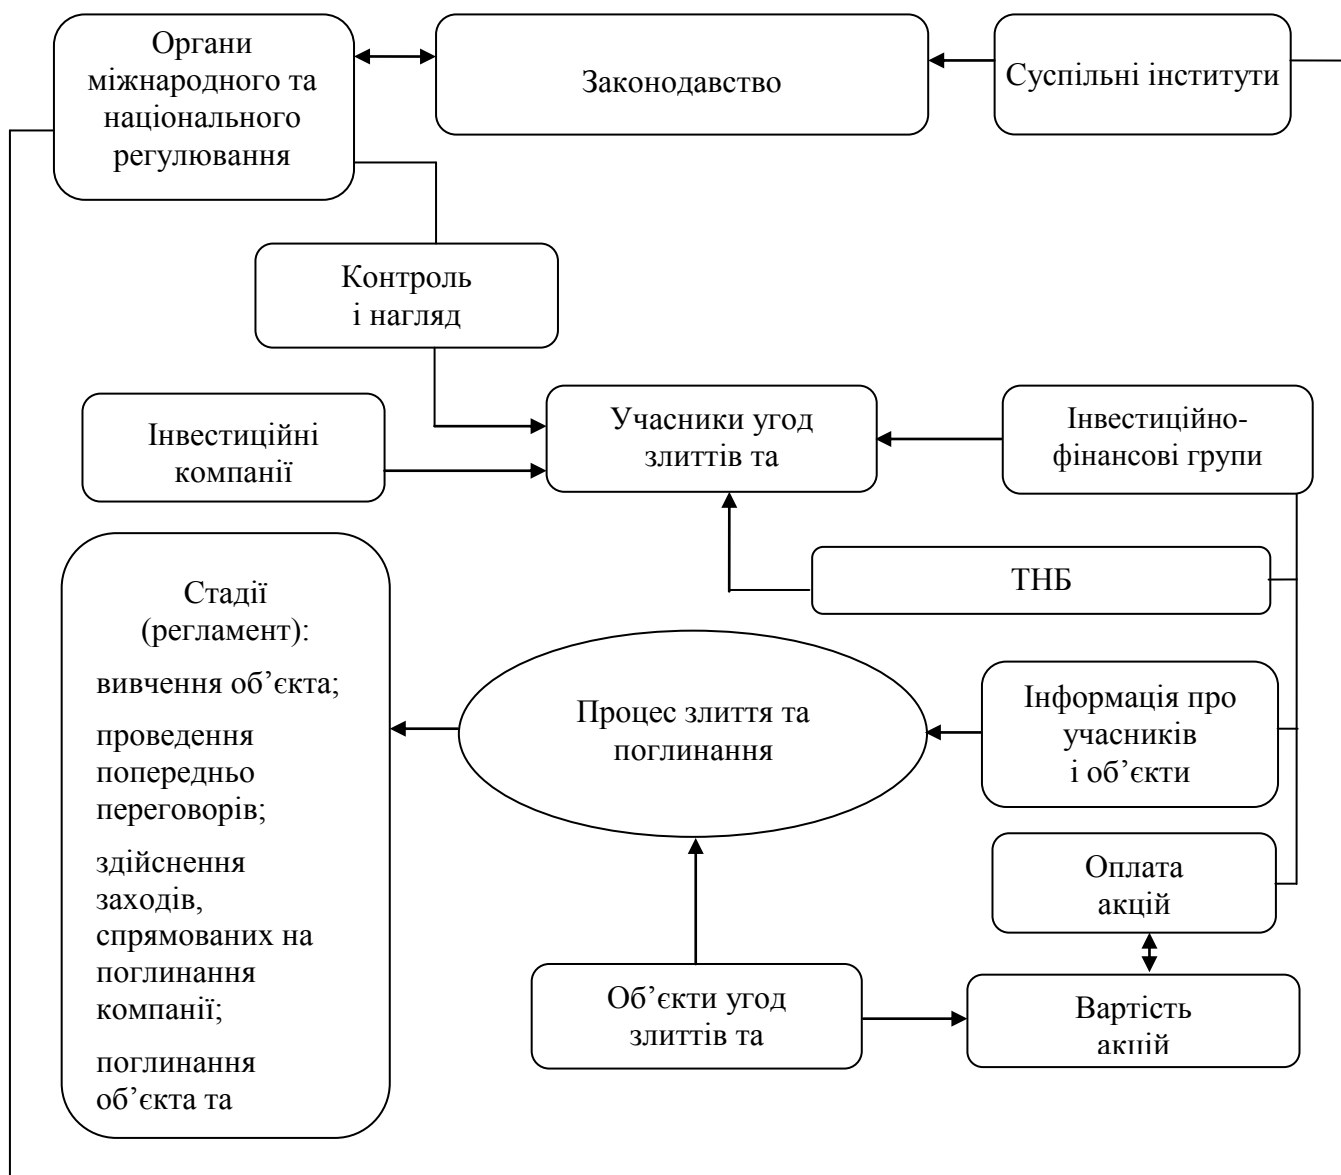 Органи
міжнародного та
національного
регулювання
Законодавство
Суспільні інститути
Контроль
і нагляд
Інвестиційні
компанії
Учасники угод
злиттів та
Інвестиційно-
фінансові групи
ТНБ
Стадії
(регламент):
вивчення об’єкта;
проведення
попередньо
переговорів;
здійснення
заходів,
спрямованих на
поглинання
компанії;
поглинання
об’єкта та
Процес злиття та
поглинання
Інформація про
учасників
і об’єкти
Оплата
акцій
Об’єкти угод
злиттів та
Вартість
акцій